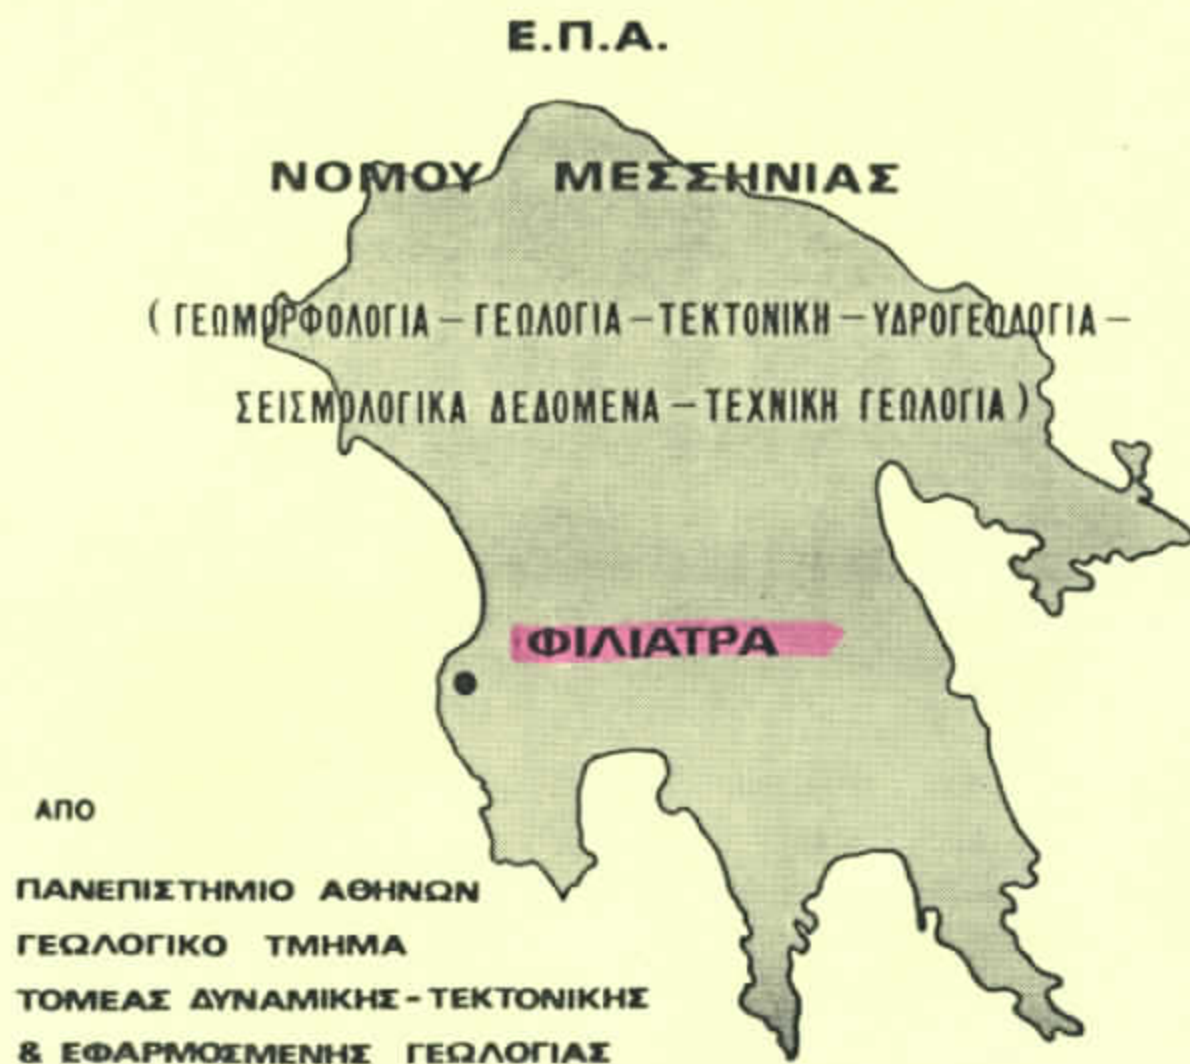 Ε.Π.Α.
ΝΟΜΟΥ ΜΕΣΣΗΝΙΑΣ
( ΓΕΩΜΟΡΦΟΛΟΓΙΑ – ΓΕΩΛΟΓΙΑ – ΤΕΚΤΟΝΙΚΗ – ΥΔΡΟΓΕΩΛΟΓΙΑ –
ΣΕΙΣΜΟΛΟΓΙΚΑ ΔΕΔΟΜΕΝΑ – ΤΕΧΝΙΚΗ ΓΕΩΛΟΓΙΑ )
ΦΙΛΙΑΤΡΑ
ΑΠΟ
ΠΑΝΕΠΙΣΤΗΜΙΟ ΑΘΗΝΩΝ
ΓΕΩΛΟΓΙΚΟ ΤΜΗΜΑ
ΤΟΜΕΑΣ ΔΥΝΑΜΙΚΗΣ - ΤΕΚΤΟΝΙΚΗΣ
& ΕΦΑΡΜΟΣΜΕΝΗΣ ΓΕΩΛΟΓΙΑΣ